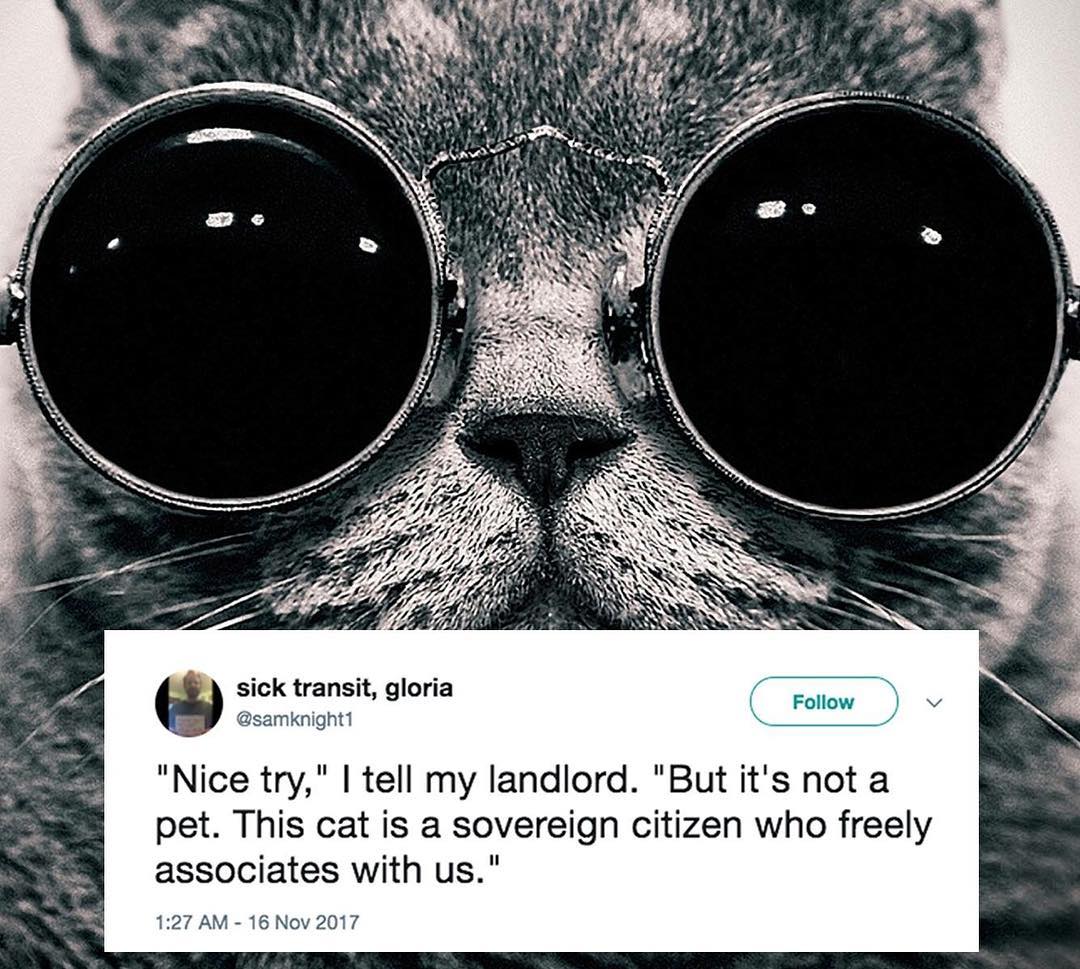 sick transit, gloria
@samknight1
Follow
"Nice try," I tell my landlord. "But it's not a
pet. This cat is a sovereign citizen who freely
associates with us."
1:27 AM - 16 Nov 2017